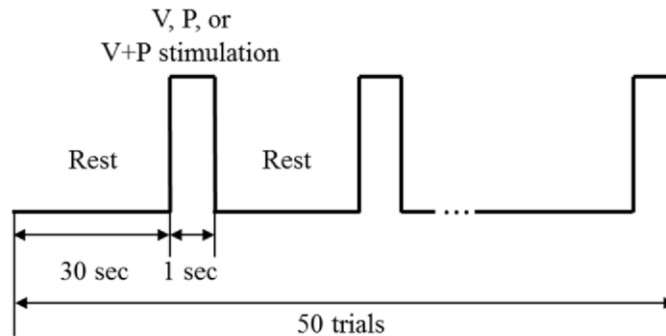 V, P, or
V+P stimulation
Rest
Rest
...
30 sec
1 sec
50 trials